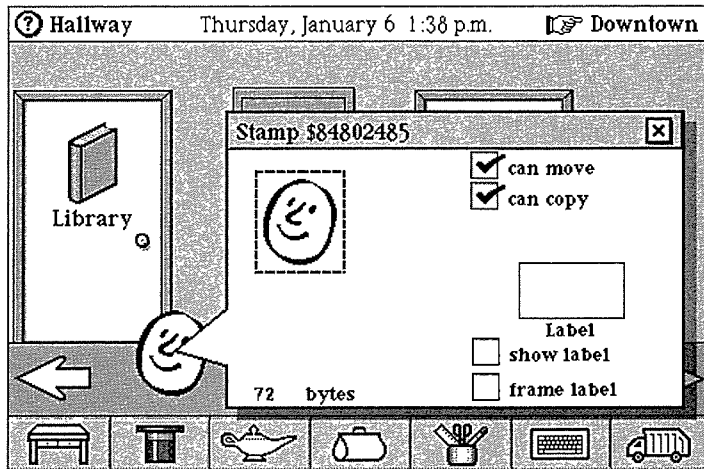 ? Hallway Thursday, January 6 1:38 p.m. Downtown
Stamp $84802485
can move
can copy
Library
Label
show label
72 bytes
frame label